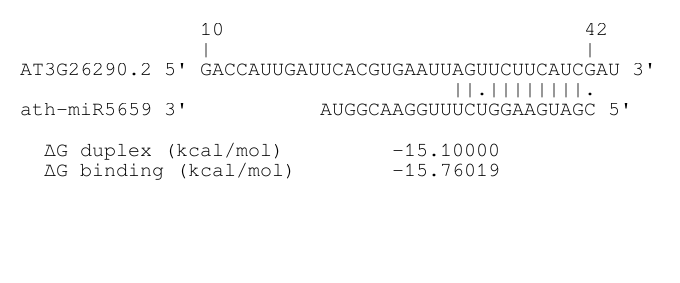 10 42
| |
AT3G26290.2 5' GACCAUUGAUUCACGUGAAUUAGUUCUUCAUCGAU 3'
||.||||||||.
ath-miR5659 3' AUGGCAAGGUUUCUGGAAGUAGC 5'
ΔG duplex (kcal/mol) -15.10000
ΔG binding (kcal/mol) -15.76019